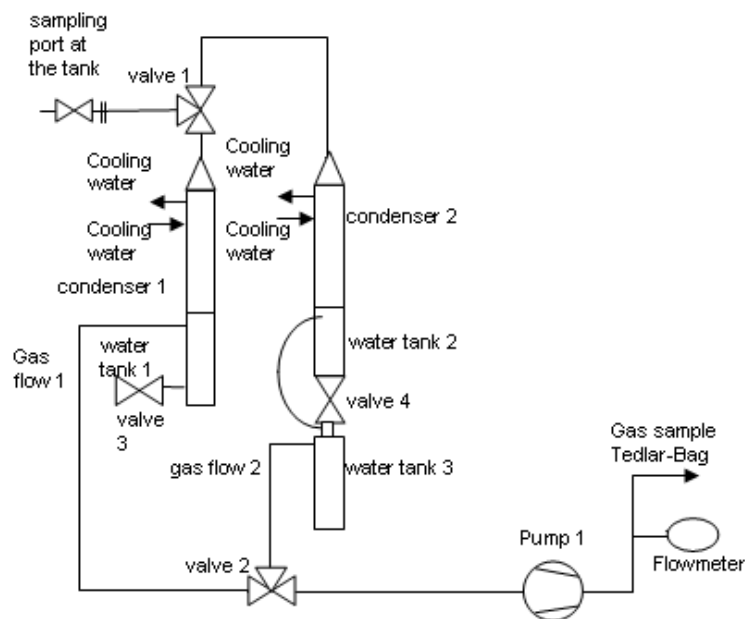 sampling
port at
the tank
valve 1
Cooling
water
Cooling
water
condenser 1
Cooling
water
Cooling
water
condenser 2
Gas
flow 1
water
tank 1
valve
3
water tank 2
valve 4
gas flow 2
water tank 3
valve 2
Pump 1
Gas sample
Tedlar-Bag
Flowmeter